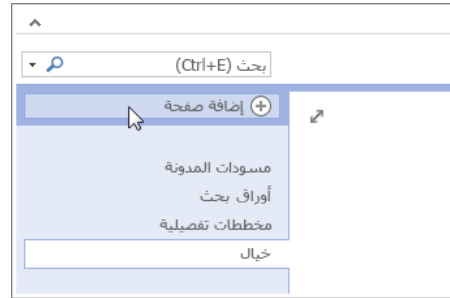 بحث (Ctrl+E)
إضافة صفحة
مسودات المدونة
أوراق بحث
مخططات تفصيلية
خيال